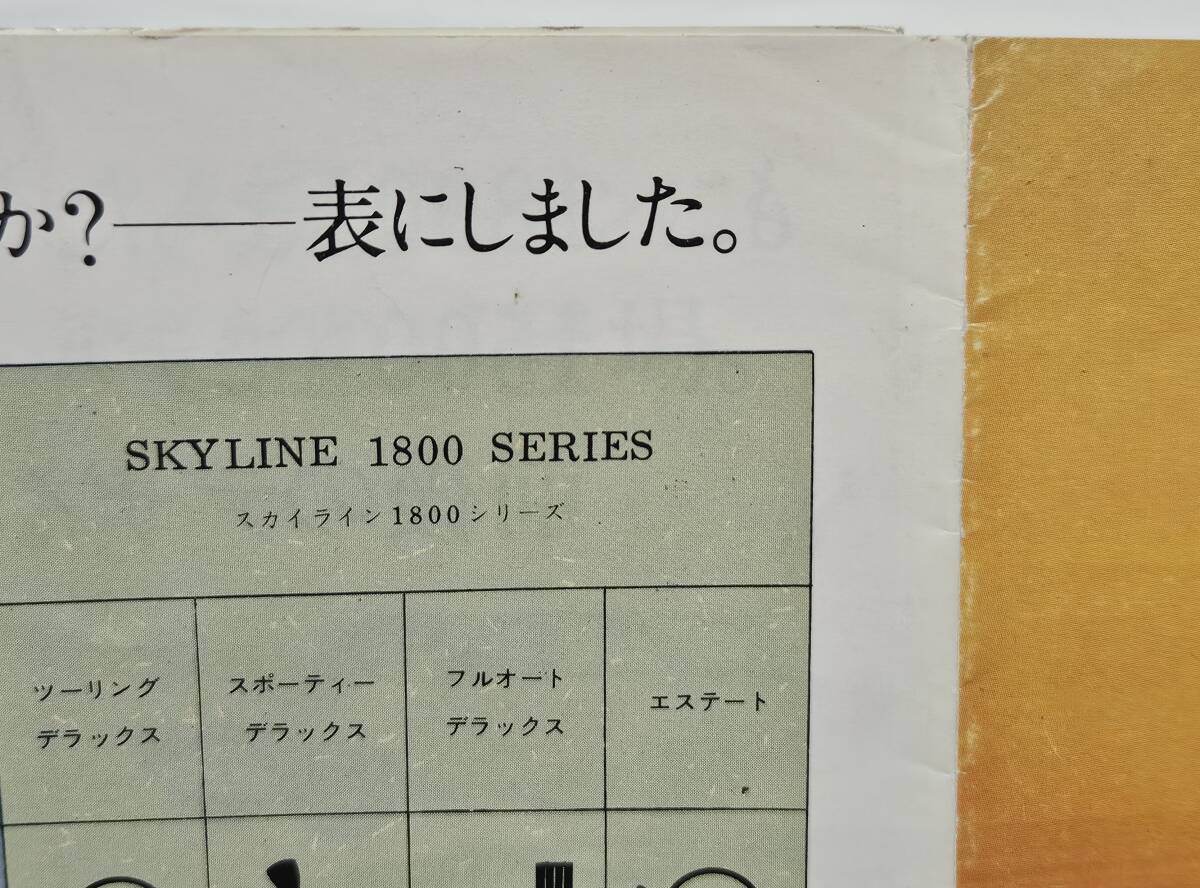 か?——表にしました。
SKYLINE 1800 SERIES
スカイライン1800シリーズ
ツーリング
デラックス
スポーティー
デラックス
フルオート
デラックス
エステート